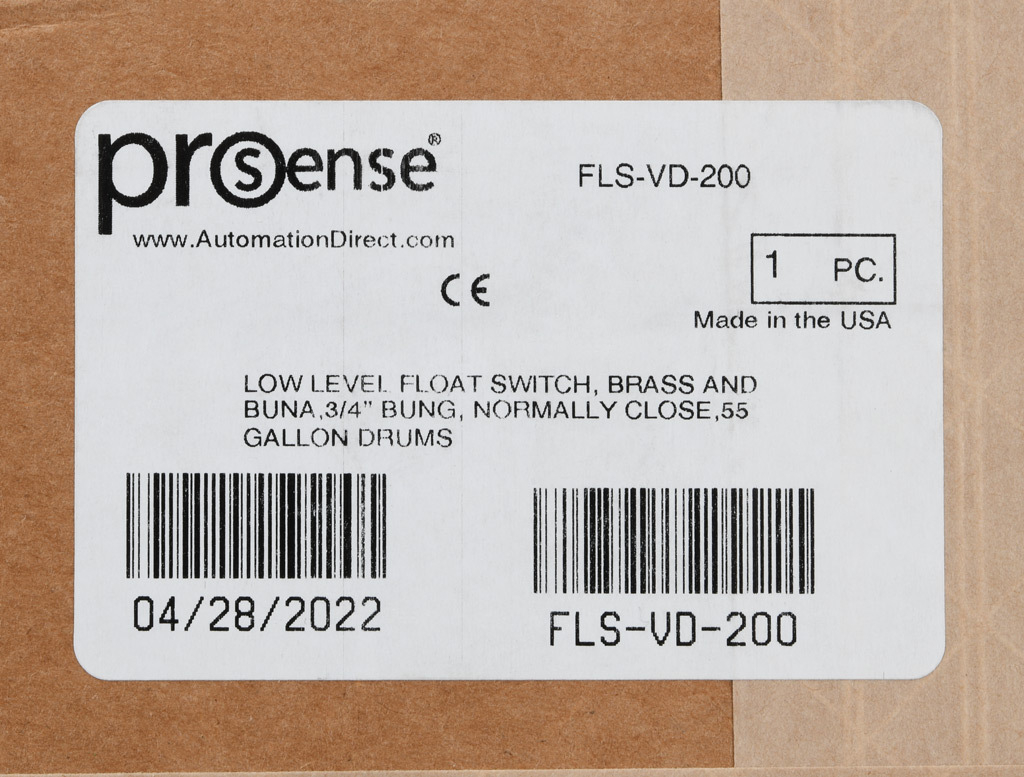 prosense®
FLS-VD-200
www.AutomationDirect.com
1 PC.
CE
Made in the USA
LOW LEVEL FLOAT SWITCH, BRASS AND
BUNA,3/4" BUNG, NORMALLY CLOSE,55
GALLON DRUMS
04/28/2022
FLS-VD-200